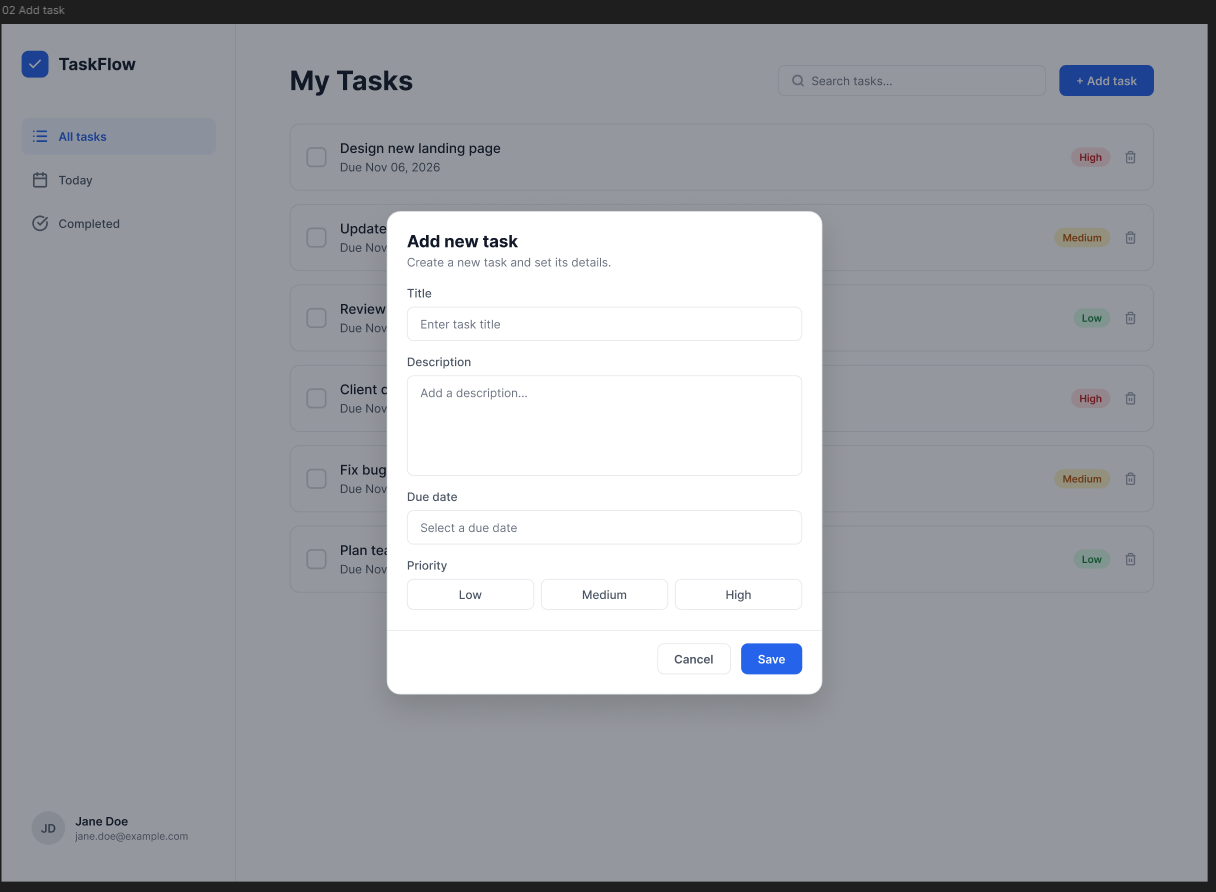 02 Add task
TaskFlow
All tasks
Today
Completed
My Tasks
Search tasks...
+ Add task
Design new landing page
Due Nov 06, 2026
High
Update
Due Nov
Medium
Review
Due Nov
Low
Client
Due Nov
High
Fix bug
Due Nov
Medium
Plan
Due Nov
Low
Add new task
Create a new task and set its details.
Title
Enter task title
Description
Add a description...
Due date
Select a due date
Priority
Low
Medium
High
Cancel
Save
JD
Jane Doe
jane.doe@example.com